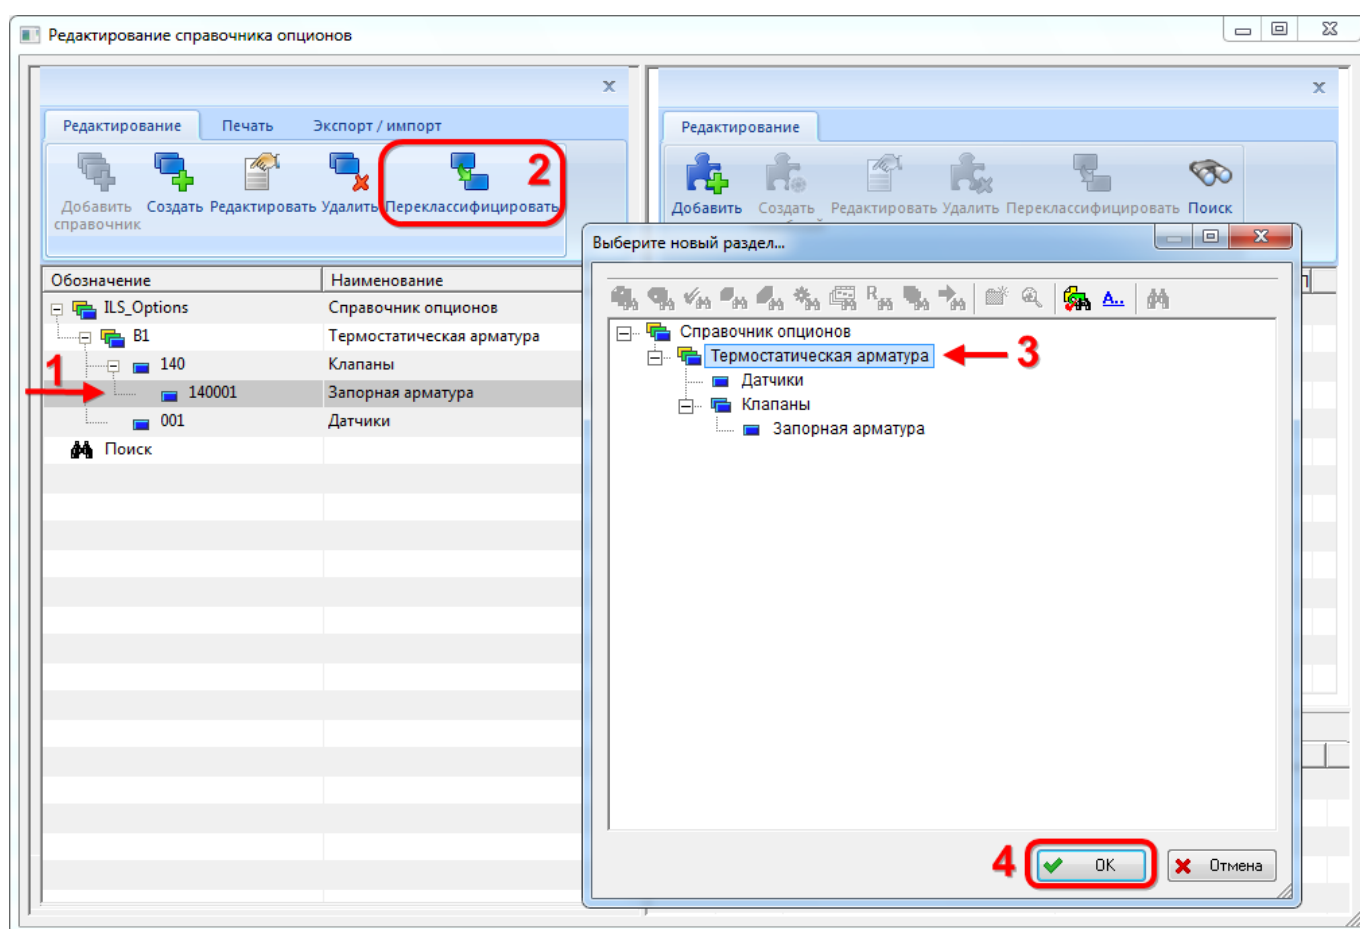 Редактирование справочника опционов
Редактирование Печать Экспорт / импорт
Добавить справочник Создать Редактировать Удалить Переклассифицировать
2
Редактирование
Добавить Создать Редактировать Удалить Переклассифицировать Поиск
Обозначение Наименование
ILS_Options Справочник опционов
B1 Термостатическая арматура
140 Клапаны
1
140001 Запорная арматура
001 Датчики
Поиск
Выберите новый раздел...
R
A..
Справочник опционов
Термостатическая арматура
3
Датчики
Клапаны
Запорная арматура
4
OK Отмена